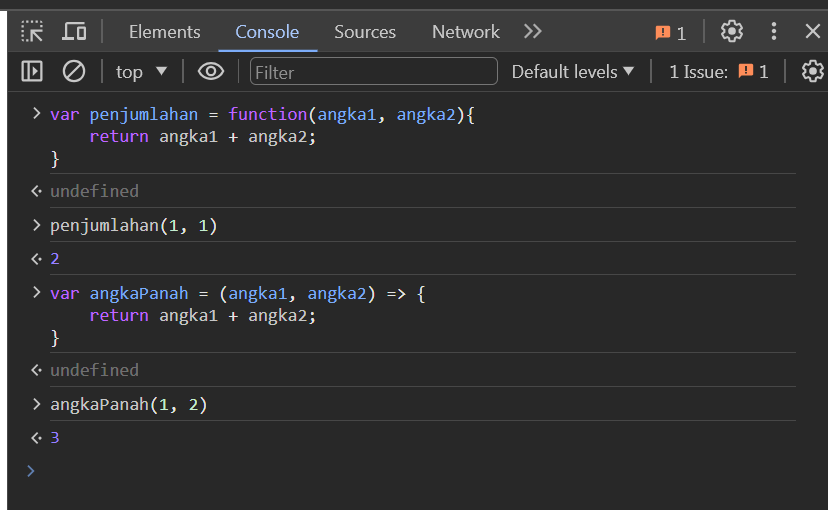 Elements Console Sources Network 1
top Filter Default levels 1 Issue: 1
var penjumlahan = function(angka1, angka2){
    return angka1 + angka2;
}
undefined
penjumlahan(1, 1)
2
var angkaPanah = (angka1, angka2) => {
    return angka1 + angka2;
}
undefined
angkaPanah(1, 2)
3